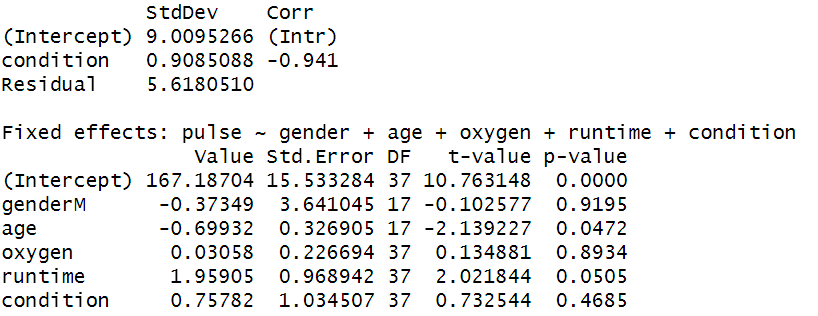 StdDev Corr
(Intercept) 9.0095266 (Intr)
condition 0.9085088 -0.941
Residual 5.6180510
Fixed effects: pulse ~ gender + age + oxygen + runtime + condition
Value Std.Error DF t-value p-value
(Intercept) 167.18704 15.533284 37 10.763148 0.0000
genderM -0.37349 3.641045 17 -0.102577 0.9195
age -0.69932 0.326905 17 -2.139227 0.0472
oxygen 0.03058 0.226694 37 0.134881 0.8934
runtime 1.95905 0.968942 37 2.021844 0.0505
condition 0.75782 1.034507 37 0.732544 0.4685